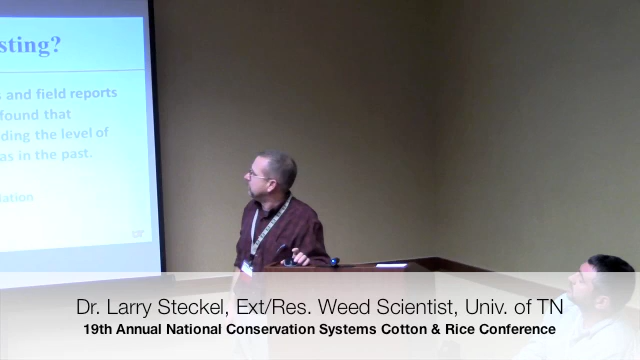 sting?
and field reports
found that
ding the level of
as in the past.
lation
Dr. Larry Steckel, Ext/Res. Weed Scientist, Univ. of TN
19th Annual National Conservation Systems Cotton & Rice Conference